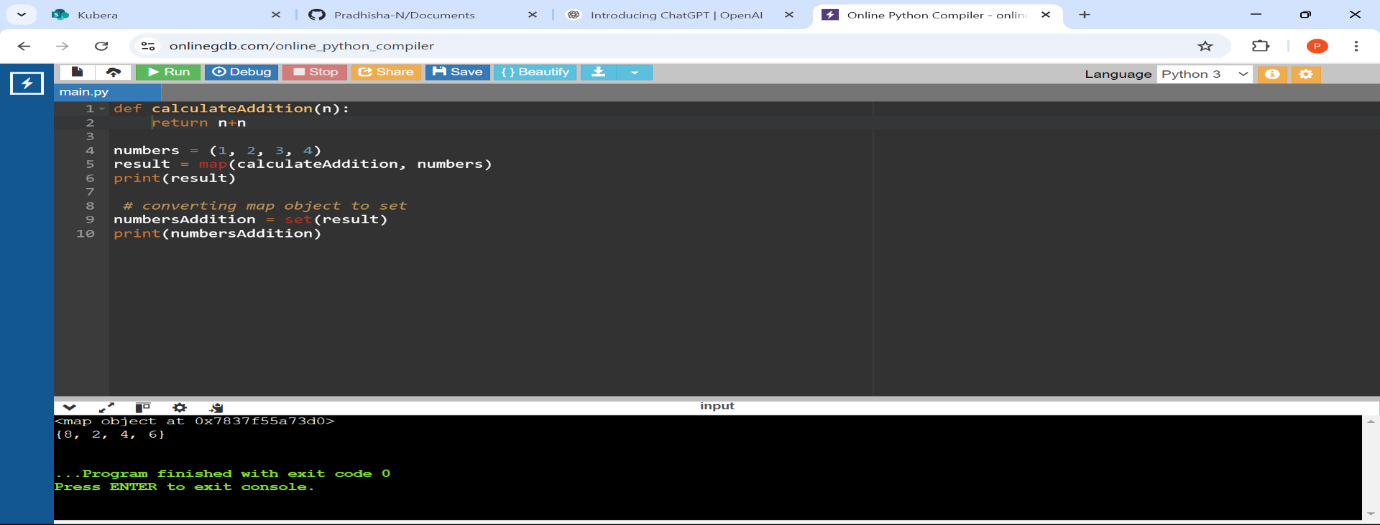 Kubera
Pradhisha-N/Documents
Introducing ChatGPT | OpenAI
Online Python Compiler - onlin
onlinegdb.com/online_python_compiler
P
Run Debug Stop Share Save { } Beautify
Language Python 3
main.py
1 def calculateAddition(n):
2 return n+n
3
4 numbers = (1, 2, 3, 4)
5 result = map(calculateAddition, numbers)
6 print(result)
7
8 # converting map object to set
9 numbersAddition = set(result)
10 print(numbersAddition)
input
<map object at 0x7837f55a73d0>
{8, 2, 4, 6}
...Program finished with exit code 0
Press ENTER to exit console.